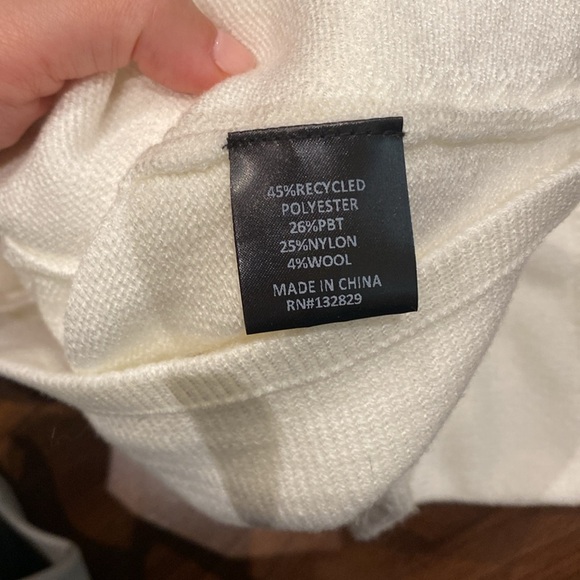 45%RECYCLED
POLYESTER
26%PBT
25%NYLON
4%WOOL
MADE IN CHINA
RN#132829